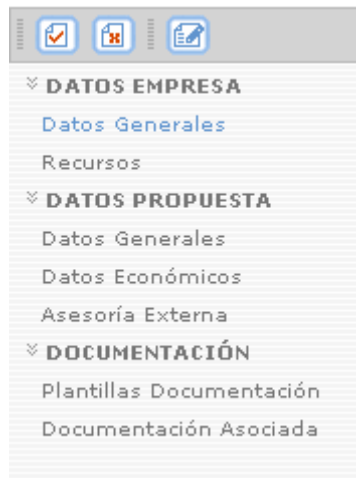 DATOS EMPRESA
Datos Generales
Recursos
DATOS PROPUESTA
Datos Generales
Datos Económicos
Asesoría Externa
DOCUMENTACIÓN
Plantillas Documentación
Documentación Asociada